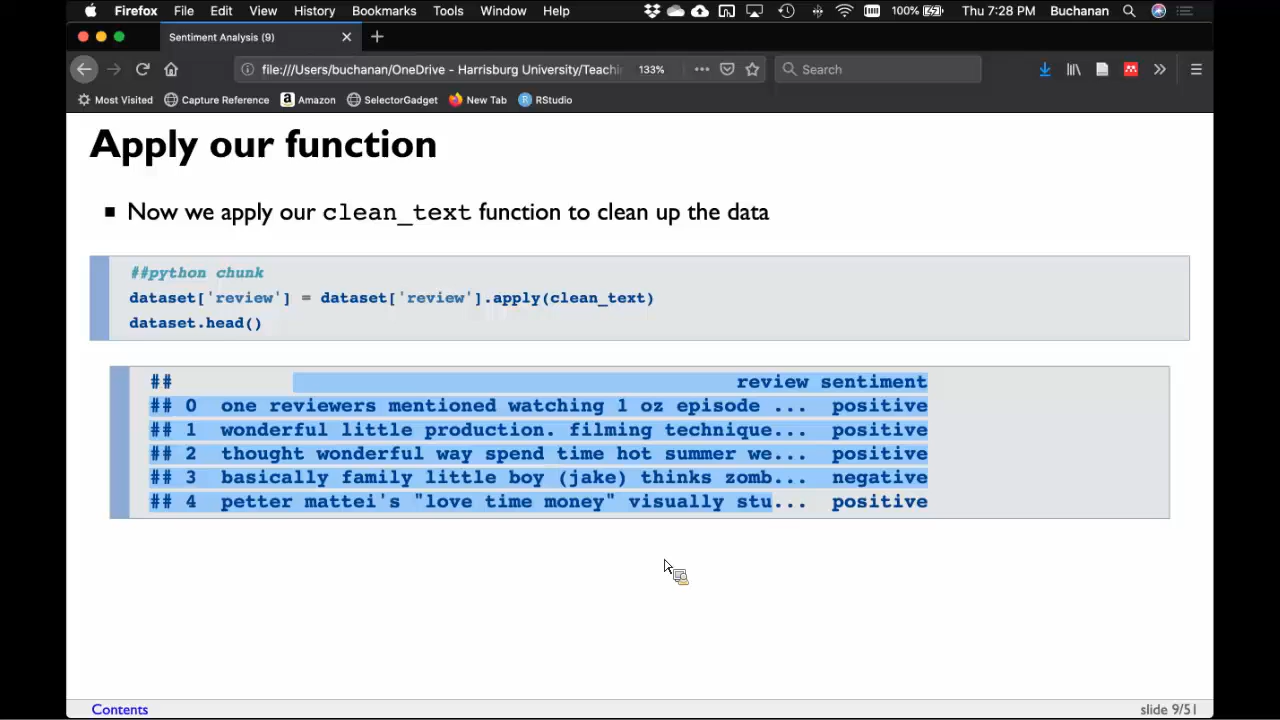 Firefox File Edit View History Bookmarks Tools Window Help 100% Thu 7:28 PM Buchanan
Sentiment Analysis (9)
file:///Users/buchanan/OneDrive - Harrisburg University/Teachin 133% Search
Most Visited Capture Reference Amazon SelectorGadget New Tab RStudio
Apply our function
Now we apply our clean_text function to clean up the data
##python chunk
dataset['review'] = dataset['review'].apply(clean_text)
dataset.head()
## review sentiment
## 0 one reviewers mentioned watching 1 oz episode ... positive
## 1 wonderful little production. filming technique... positive
## 2 thought wonderful way spend time hot summer we... positive
## 3 basically family little boy (jake) thinks zomb... negative
## 4 petter mattei's "love time money" visually stu... positive
Contents slide 9/51